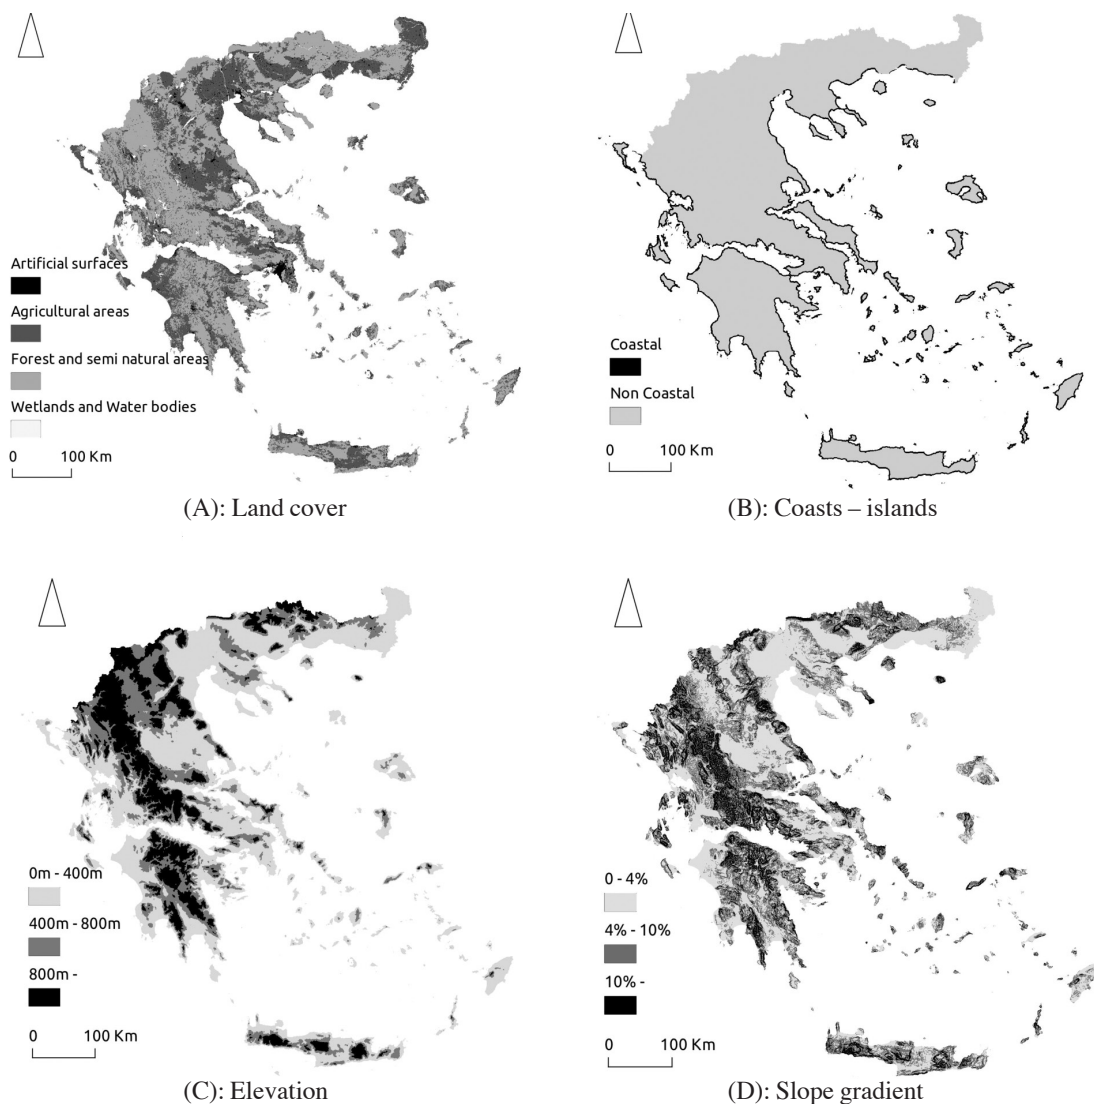 Artificial surfaces
Agricultural areas
Forest and semi natural areas
Wetlands and Water bodies
0 100 Km
(A): Land cover
Coastal
Non Coastal
0 100 Km
(B): Coasts – islands
0m - 400m
400m - 800m
800m -
0 100 Km
(C): Elevation
0 - 4%
4% - 10%
10% -
0 100 Km
(D): Slope gradient